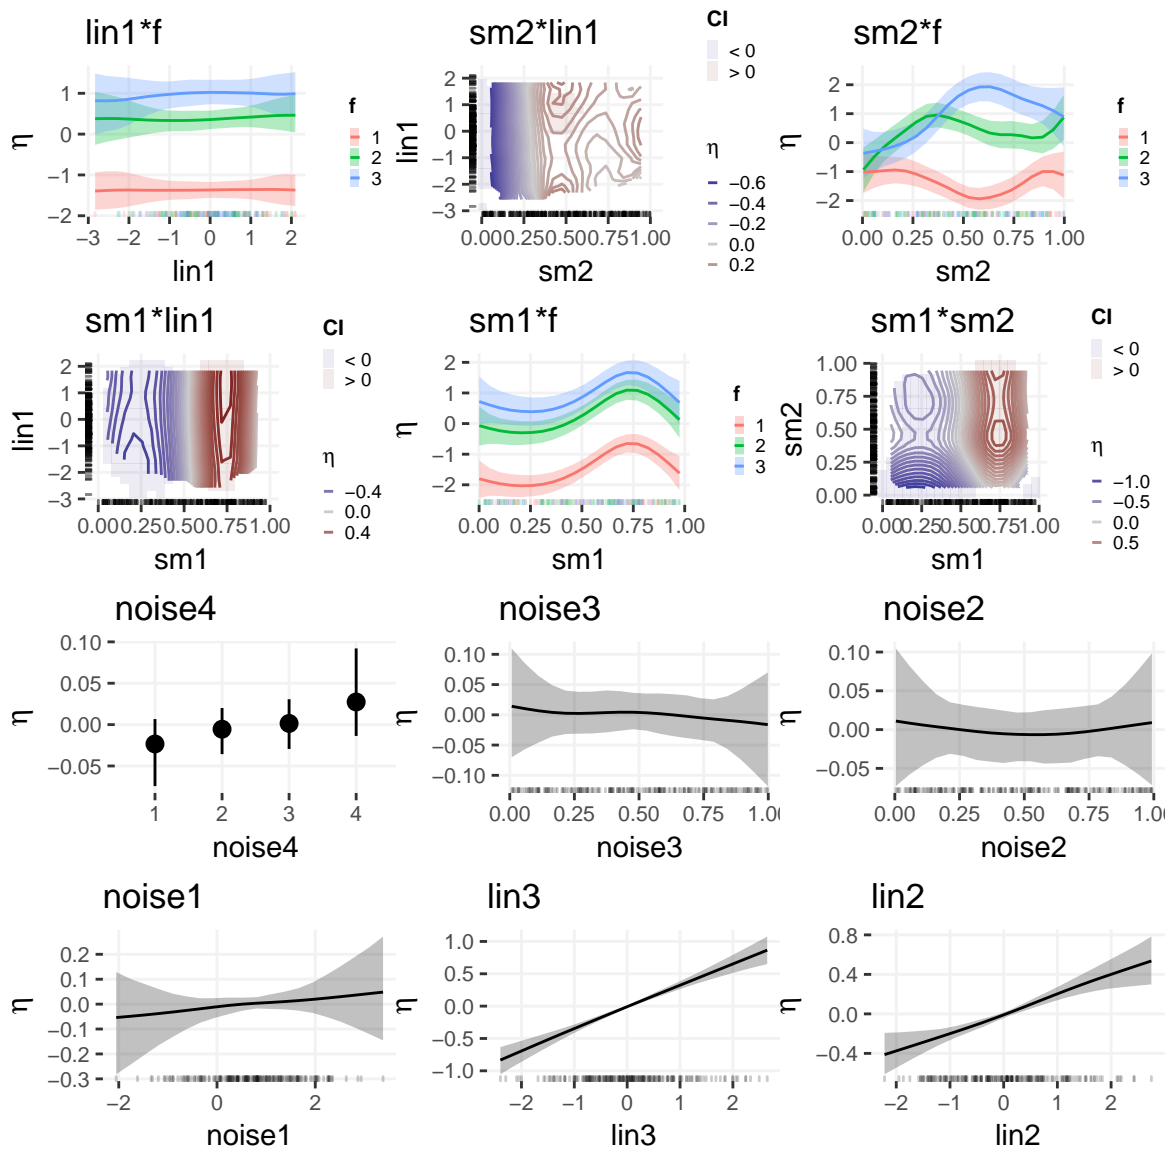 lin1*f
η
1
0
−1
−2
−3
−2
−1
0
1
2
lin1
f
1
2
3
sm2*lin1
lin1
2
1
0
−1
−2
−3
0.000.250.500.751.00
sm2
CI
< 0
> 0
η
−0.6
−0.4
−0.2
0.0
0.2
sm2*f
η
2
1
0
−1
−2
0.00
0.25
0.50
0.75
1.00
sm2
f
1
2
3
sm1*lin1
lin1
2
1
0
−1
−2
−3
0.000.250.500.751.00
sm1
CI
< 0
> 0
η
−0.4
0.0
0.4
sm1*f
η
2
1
0
−1
−2
0.00
0.25
0.50
0.75
1.00
sm1
f
1
2
3
sm1*sm2
sm2
1.00
0.75
0.50
0.25
0.00
0.000.250.500.751.00
sm1
CI
< 0
> 0
η
−1.0
−0.5
0.0
0.5
noise4
η
0.10
0.05
0.00
−0.05
1
2
3
4
noise4
noise3
η
0.10
0.05
0.00
−0.05
−0.10
0.00
0.25
0.50
0.75
1.00
noise3
noise2
η
0.10
0.05
0.00
−0.05
0.00
0.25
0.50
0.75
1.00
noise2
noise1
η
0.2
0.1
0.0
−0.1
−0.2
−0.3
−2
0
2
noise1
lin3
η
1.0
0.5
0.0
−0.5
−1.0
−2
−1
0
1
2
lin3
lin2
η
0.8
0.4
0.0
−0.4
−2
−1
0
1
2
lin2